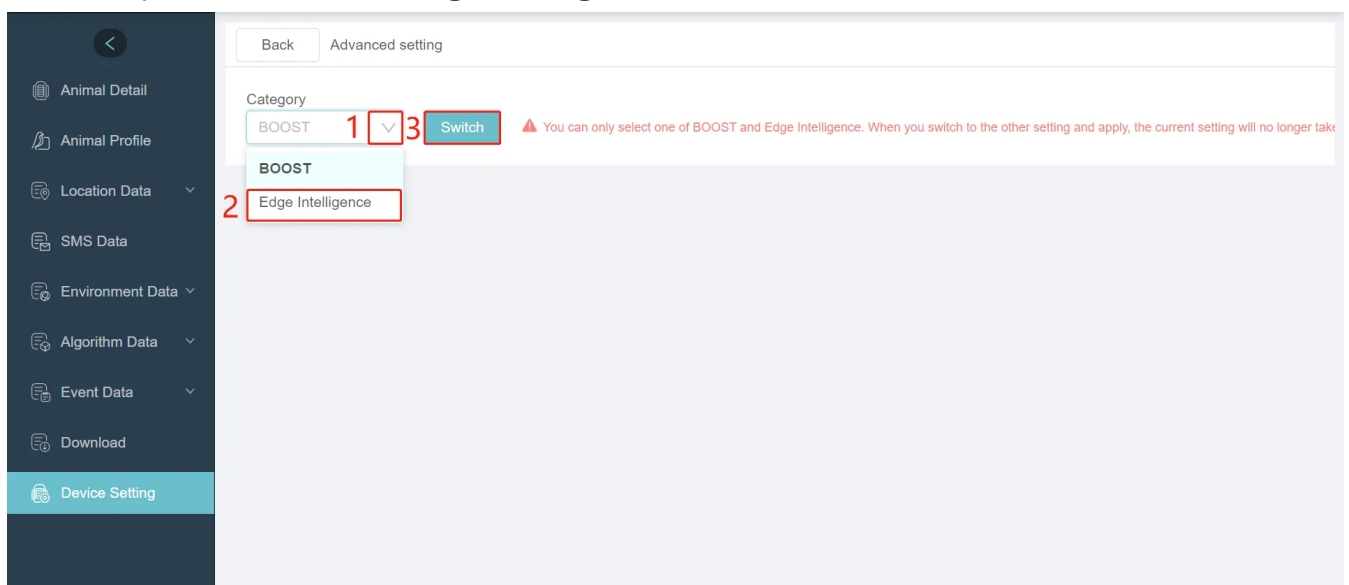 Back Advanced setting
Animal Detail
Category
BOOST 1 3 Switch You can only select one of BOOST and Edge Intelligence. When you switch to the other setting and apply, the current setting will no longer take
Animal Profile
BOOST
Location Data
2 Edge Intelligence
SMS Data
Environment Data
Algorithm Data
Event Data
Download
Device Setting